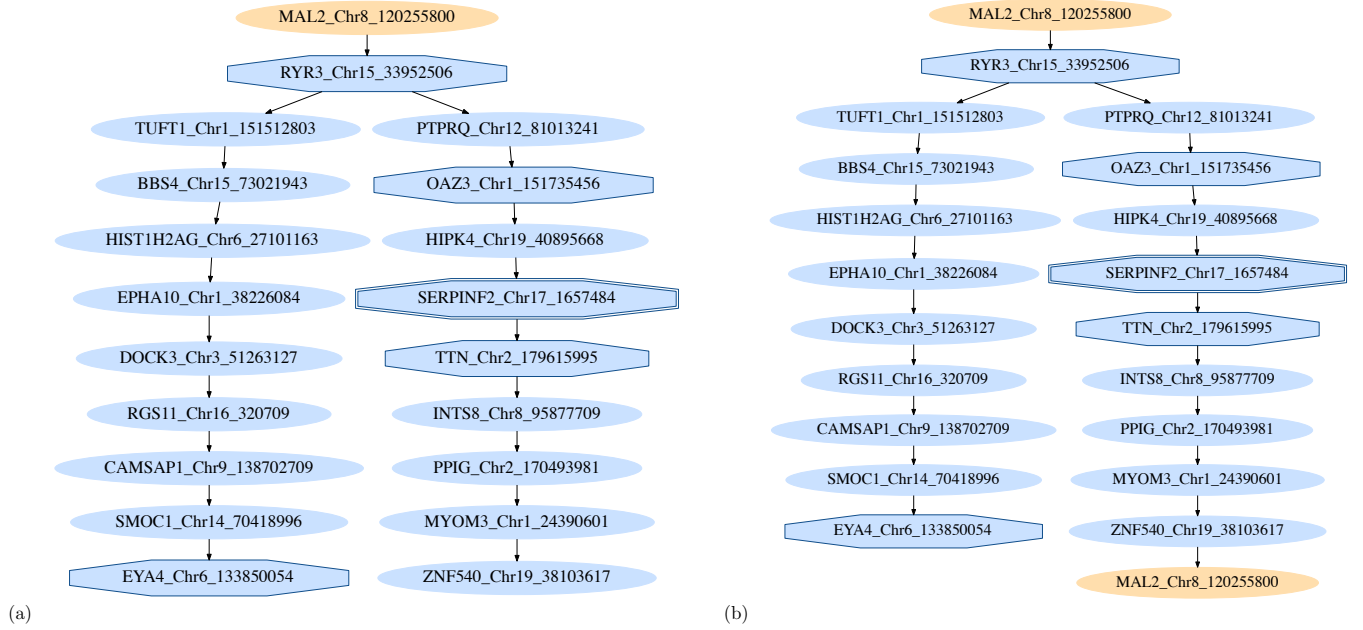 MAL2_Chr8_120255800
RYR3_Chr15_33952506
TUFT1_Chr1_151512803
PTPRQ_Chr12_81013241
BBS4_Chr15_73021943
OAZ3_Chr1_151735456
HIST1H2AG_Chr6_27101163
HIPK4_Chr19_40895668
EPHA10_Chr1_38226084
SERPINF2_Chr17_1657484
DOCK3_Chr3_51263127
TTN_Chr2_179615995
RGS11_Chr16_320709
INTS8_Chr8_95877709
CAMSAP1_Chr9_138702709
PPIG_Chr2_170493981
SMOC1_Chr14_70418996
MYOM3_Chr1_24390601
EYA4_Chr6_133850054
ZNF540_Chr19_38103617
(a)
MAL2_Chr8_120255800
RYR3_Chr15_33952506
TUFT1_Chr1_151512803
PTPRQ_Chr12_81013241
BBS4_Chr15_73021943
OAZ3_Chr1_151735456
HIST1H2AG_Chr6_27101163
HIPK4_Chr19_40895668
EPHA10_Chr1_38226084
SERPINF2_Chr17_1657484
DOCK3_Chr3_51263127
TTN_Chr2_179615995
RGS11_Chr16_320709
INTS8_Chr8_95877709
CAMSAP1_Chr9_138702709
PPIG_Chr2_170493981
SMOC1_Chr14_70418996
MYOM3_Chr1_24390601
EYA4_Chr6_133850054
ZNF540_Chr19_38103617
MAL2_Chr8_120255800
(b)